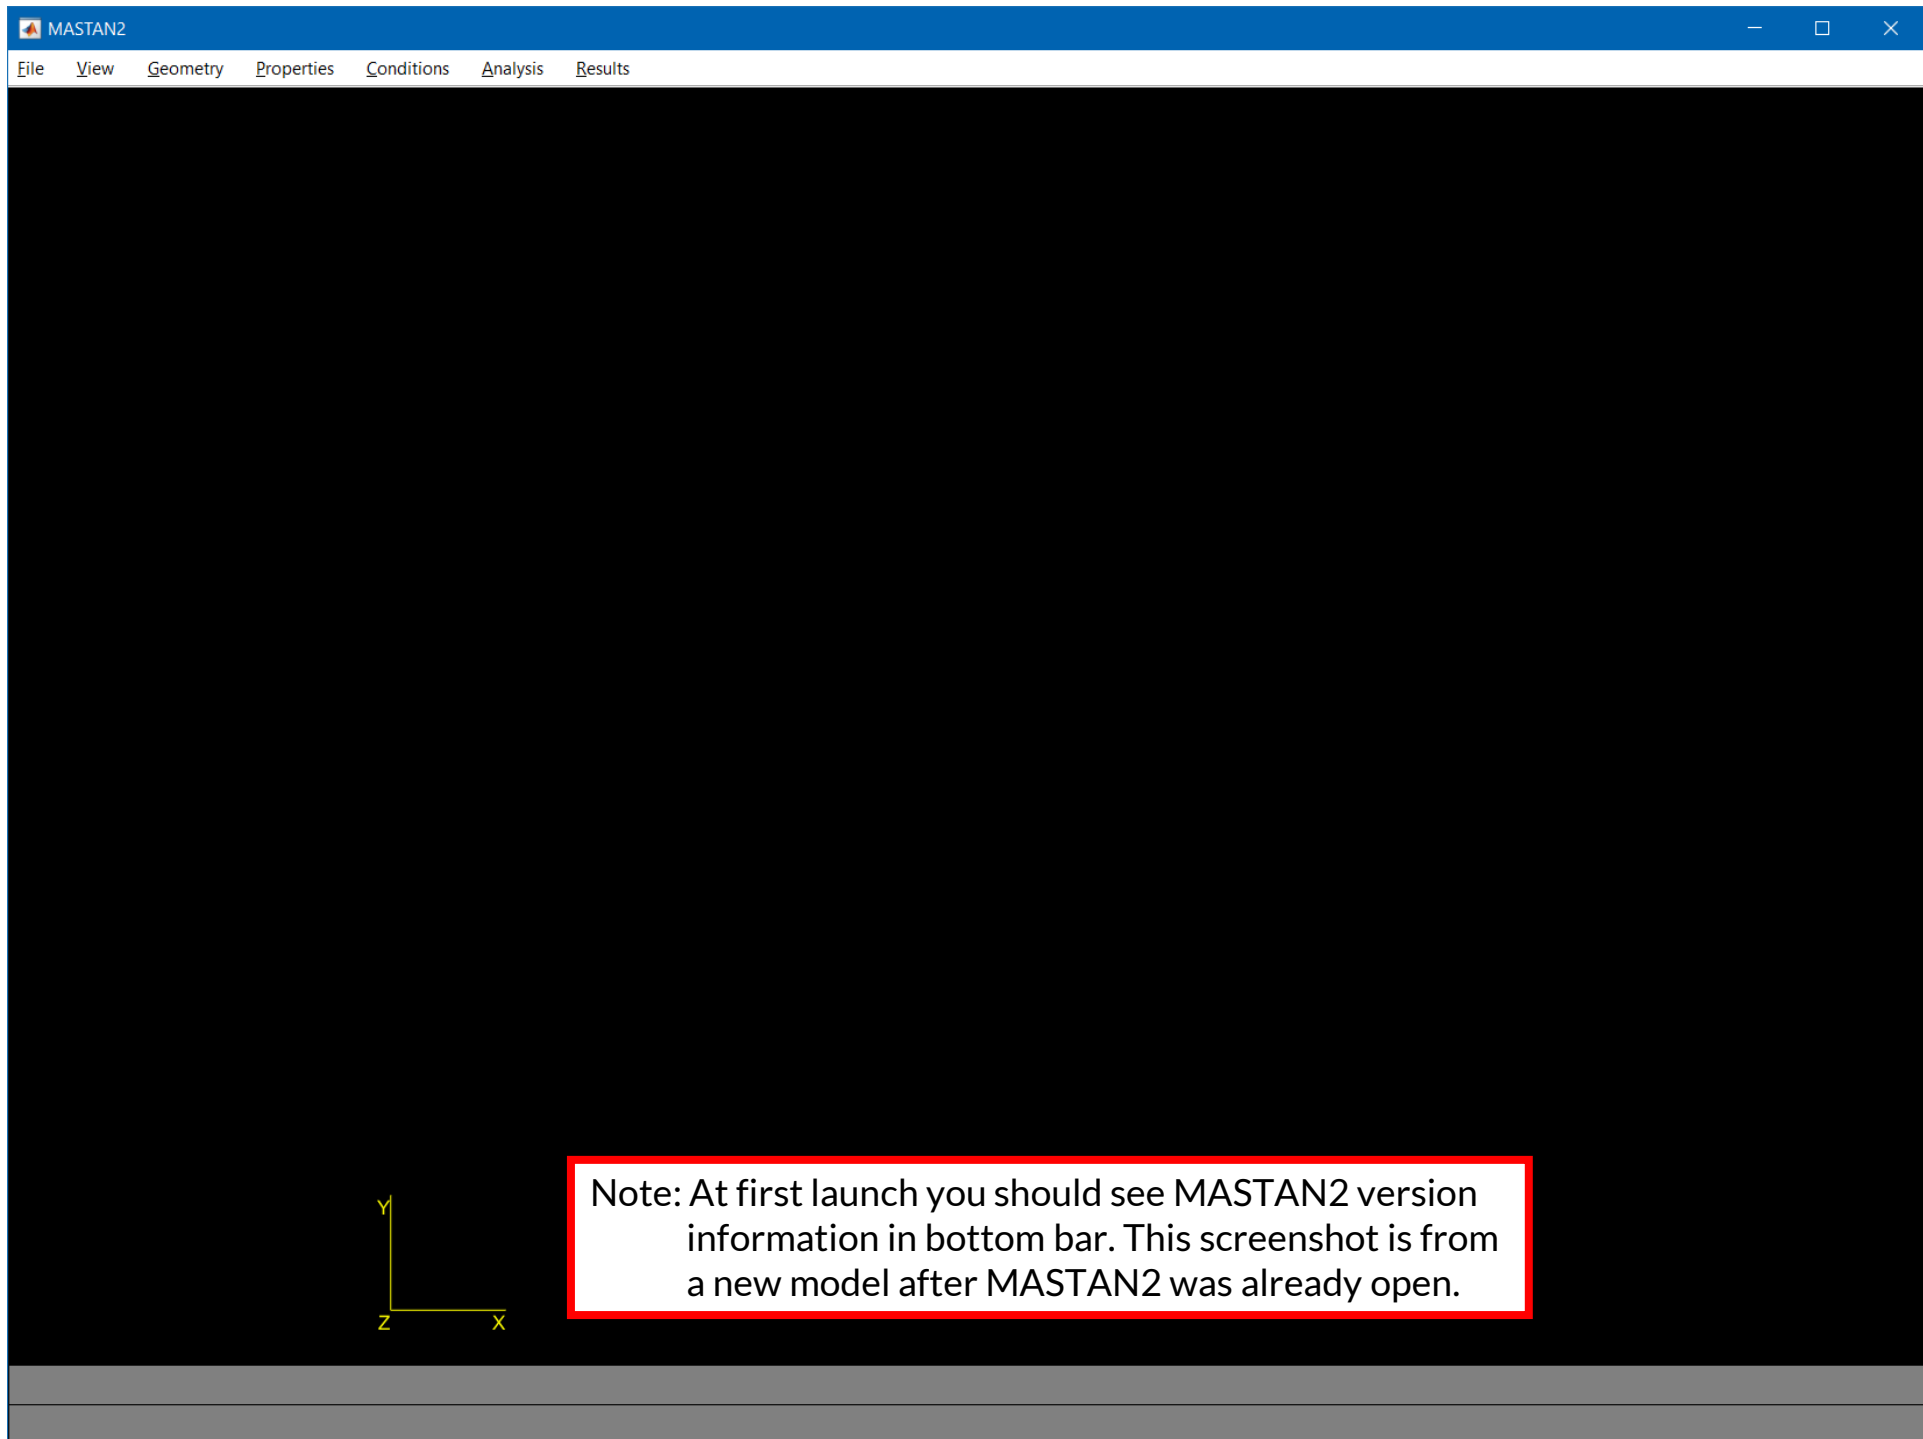 MASTAN2
File View Geometry Properties Conditions Analysis Results
Note: At first launch you should see MASTAN2 version
information in bottom bar. This screenshot is from
a new model after MASTAN2 was already open.
Y
Z X